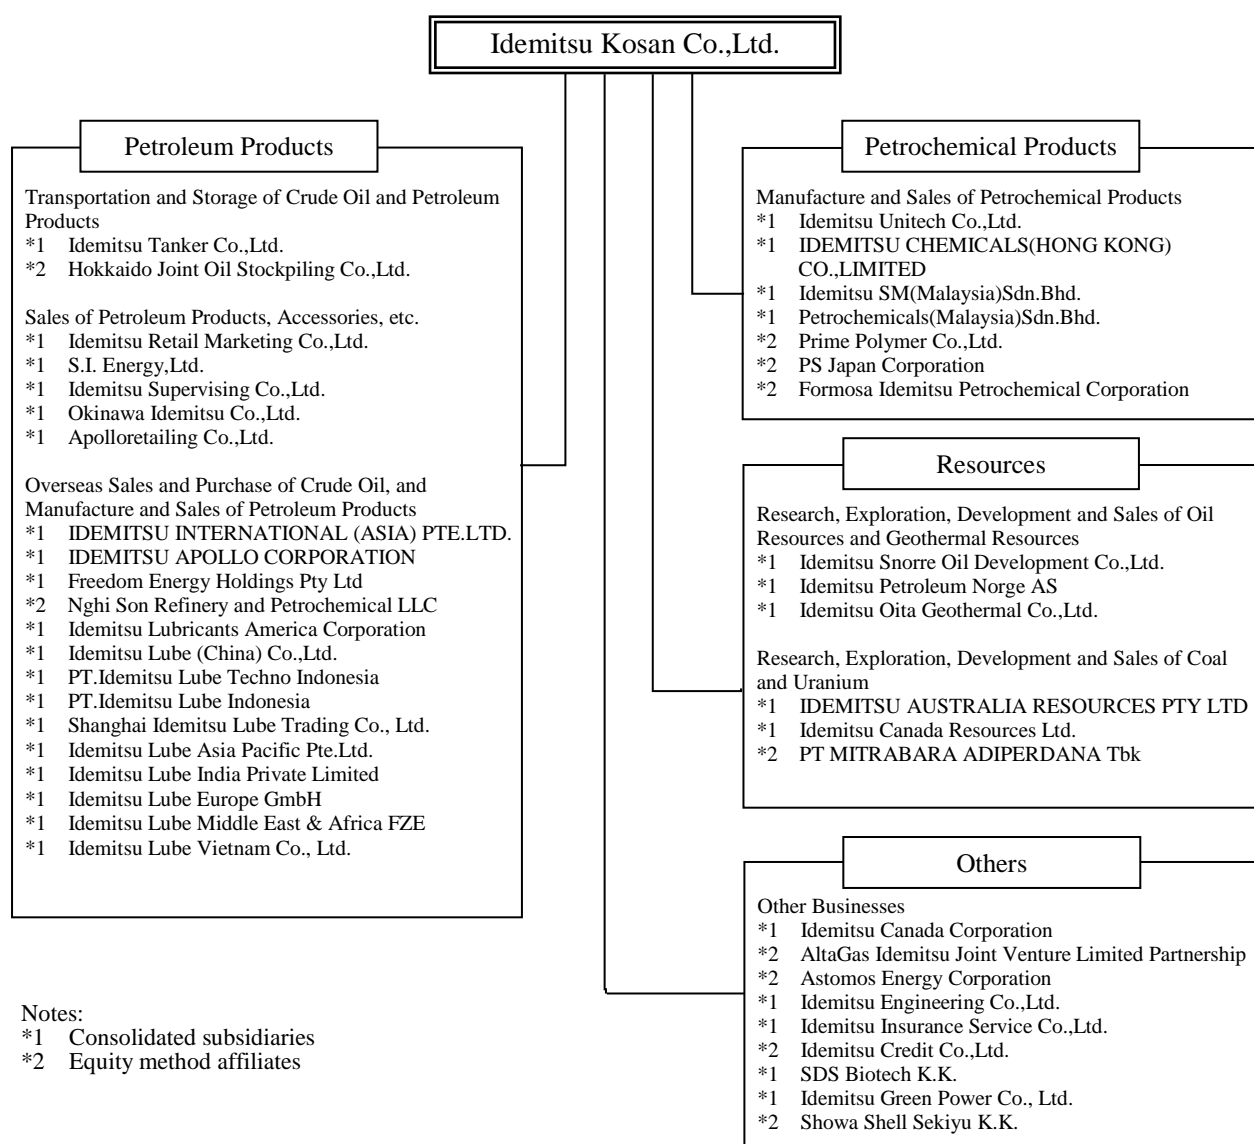 Idemitsu Kosan Co.,Ltd.
Petroleum Products
Transportation and Storage of Crude Oil and Petroleum
Products
*1 Idemitsu Tanker Co.,Ltd.
*2 Hokkaido Joint Oil Stockpiling Co.,Ltd.
Sales of Petroleum Products, Accessories, etc.
*1 Idemitsu Retail Marketing Co.,Ltd.
*1 S.I. Energy,Ltd.
*1 Idemitsu Supervising Co.,Ltd.
*1 Okinawa Idemitsu Co.,Ltd.
*1 Apolloretailing Co.,Ltd.
Overseas Sales and Purchase of Crude Oil, and
Manufacture and Sales of Petroleum Products
*1 IDEMITSU INTERNATIONAL (ASIA) PTE.LTD.
*1 IDEMITSU APOLLO CORPORATION
*1 Freedom Energy Holdings Pty Ltd
*2 Nghi Son Refinery and Petrochemical LLC
*1 Idemitsu Lubricants America Corporation
*1 Idemitsu Lube (China) Co.,Ltd.
*1 PT.Idemitsu Lube Techno Indonesia
*1 PT.Idemitsu Lube Indonesia
*1 Shanghai Idemitsu Lube Trading Co., Ltd.
*1 Idemitsu Lube Asia Pacific Pte.Ltd.
*1 Idemitsu Lube India Private Limited
*1 Idemitsu Lube Europe GmbH
*1 Idemitsu Lube Middle East & Africa FZE
*1 Idemitsu Lube Vietnam Co., Ltd.
Petrochemical Products
Manufacture and Sales of Petrochemical Products
*1 Idemitsu Unitech Co.,Ltd.
*1 IDEMITSU CHEMICALS(HONG KONG)
CO.,LIMITED
*1 Idemitsu SM(Malaysia)Sdn.Bhd.
*1 Petrochemicals(Malaysia)Sdn.Bhd.
*2 Prime Polymer Co.,Ltd.
*2 PS Japan Corporation
*2 Formosa Idemitsu Petrochemical Corporation
Resources
Research, Exploration, Development and Sales of Oil
Resources and Geothermal Resources
*1 Idemitsu Snorre Oil Development Co.,Ltd.
*1 Idemitsu Petroleum Norge AS
*1 Idemitsu Oita Geothermal Co.,Ltd.
Research, Exploration, Development and Sales of Coal
and Uranium
*1 IDEMITSU AUSTRALIA RESOURCES PTY LTD
*1 Idemitsu Canada Resources Ltd.
*2 PT MITRABARA ADIPERDANA Tbk
Others
Other Businesses
*1 Idemitsu Canada Corporation
*2 AltaGas Idemitsu Joint Venture Limited Partnership
*2 Astomos Energy Corporation
*1 Idemitsu Engineering Co.,Ltd.
*1 Idemitsu Insurance Service Co.,Ltd.
*2 Idemitsu Credit Co.,Ltd.
*1 SDS Biotech K.K.
*1 Idemitsu Green Power Co., Ltd.
*2 Showa Shell Sekiyu K.K.
Notes:
*1 Consolidated subsidiaries
*2 Equity method affiliates